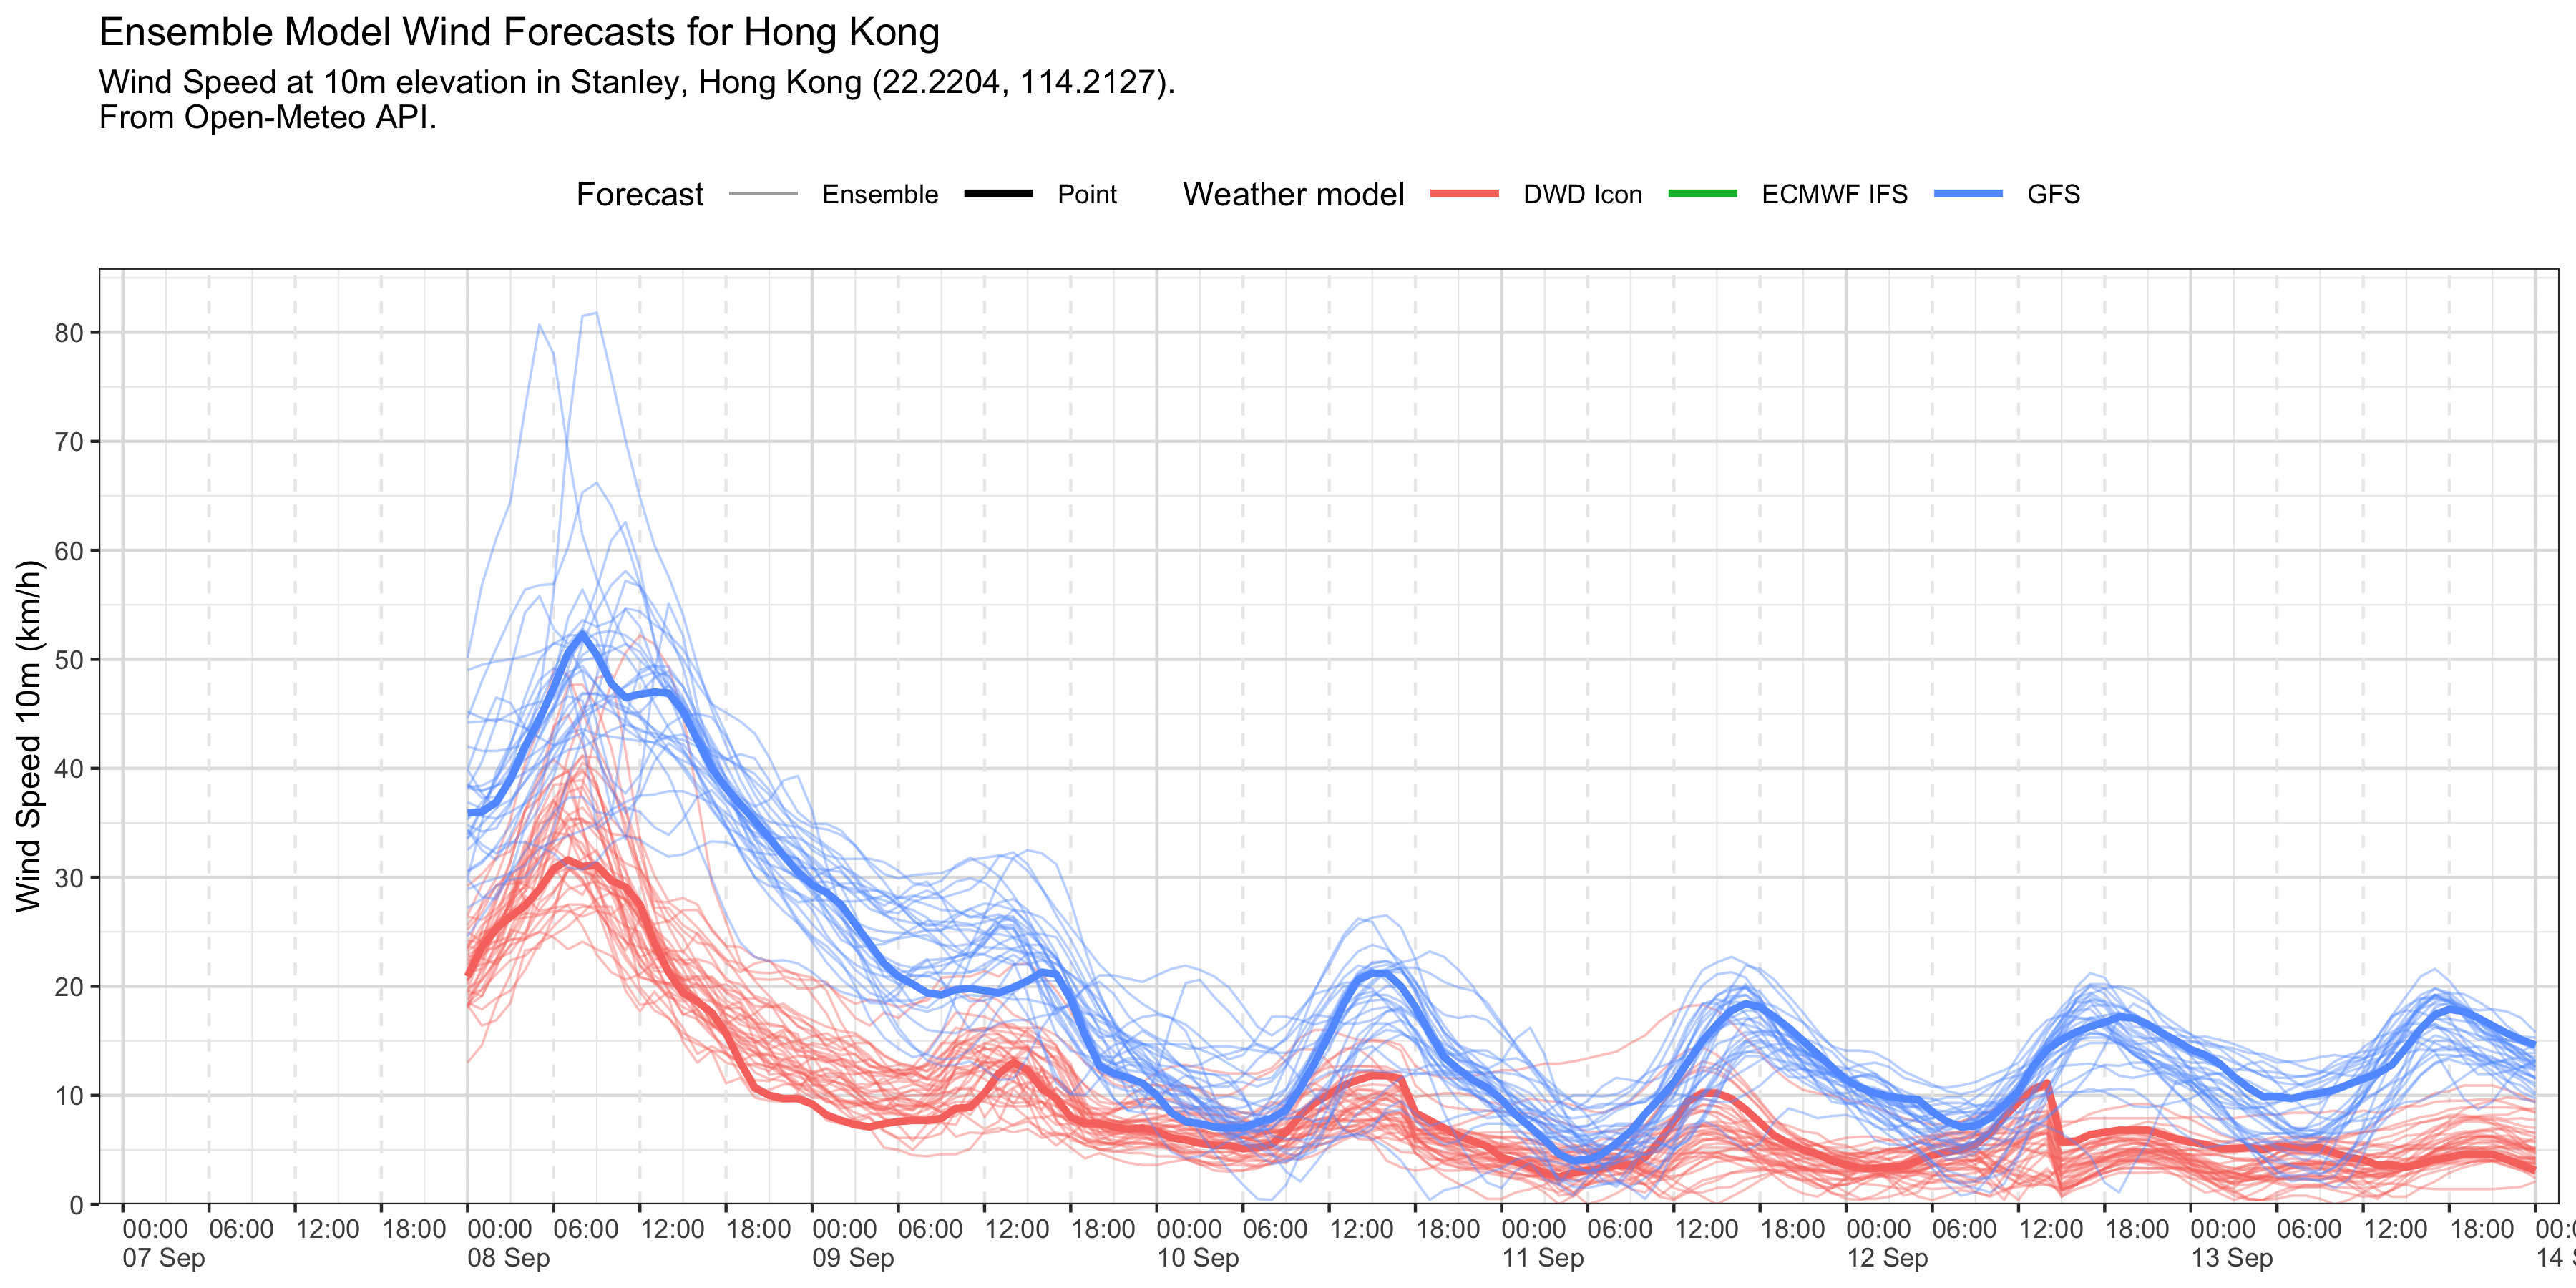 Ensemble Model Wind Forecasts for Hong Kong
Wind Speed at 10m elevation in Stanley, Hong Kong (22.2204, 114.2127).
From Open-Meteo API.
Forecast Ensemble Point Weather model DWD Icon ECMWF IFS GFS
Wind Speed 10m (km/h)
80
70
60
50
40
30
20
10
0
00:00 06:00 12:00 18:00 00:00 06:00 12:00 18:00 00:00 06:00 12:00 18:00 00:00 06:00 12:00 18:00 00:00 06:00 12:00 18:00 00:00 06:00 12:00 18:00 00:00 06:00 12:00 18:00
07 Sep 08 Sep 09 Sep 10 Sep 11 Sep 12 Sep 13 Sep 14